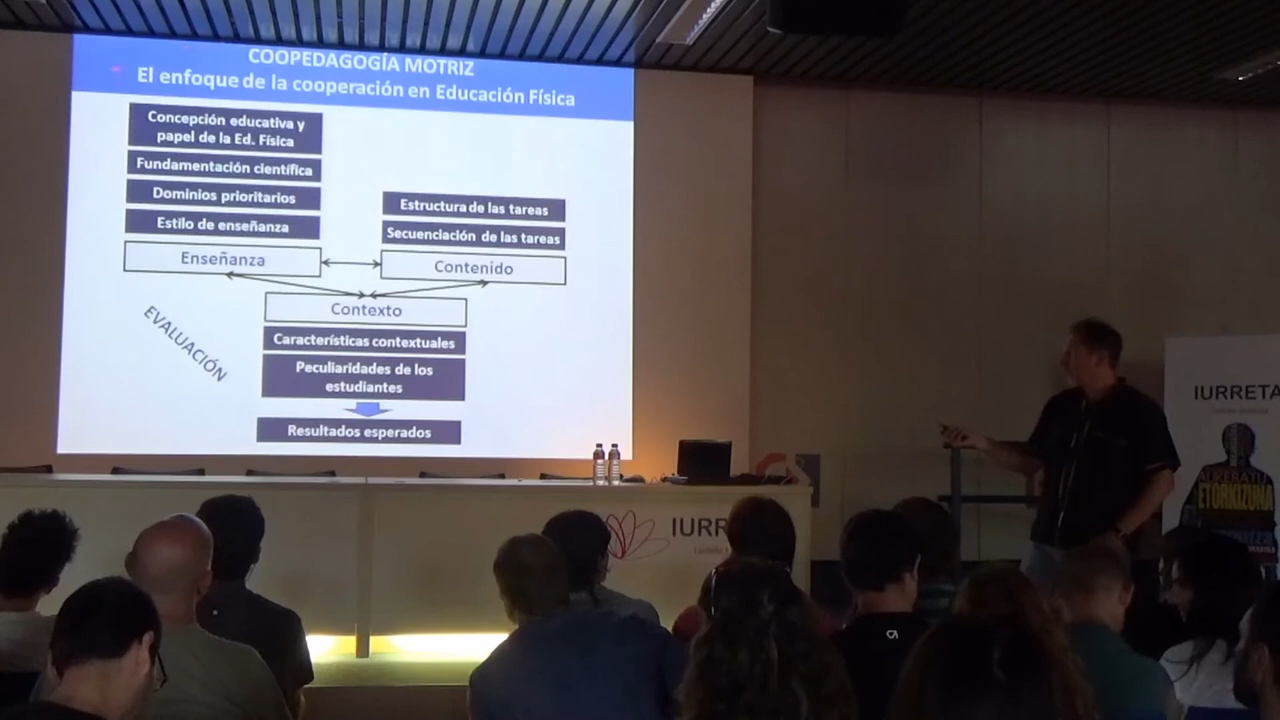 COOPEDAGOGÍA MOTRIZ
El enfoque de la cooperación en Educación Física
Concepción educativa y
papel de la Ed. Física
Fundamentación científica
Dominios prioritarios
Estilo de enseñanza
Enseñanza
Estructura de las tareas
Secuenciación de las tareas
Contenido
Contexto
Características contextuales
Peculiaridades de los
estudiantes
Resultados esperados
EVALUACIÓN
IURR
IURRETA
AUKERATU
ETORKIZUNA